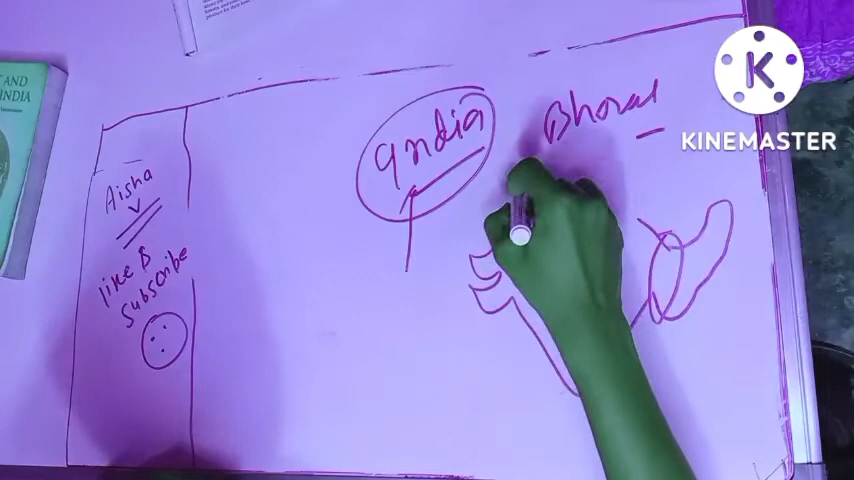 T AND
INDIA
K
KINEMASTER
India
Bharat
Aisha
like &
Subscribe